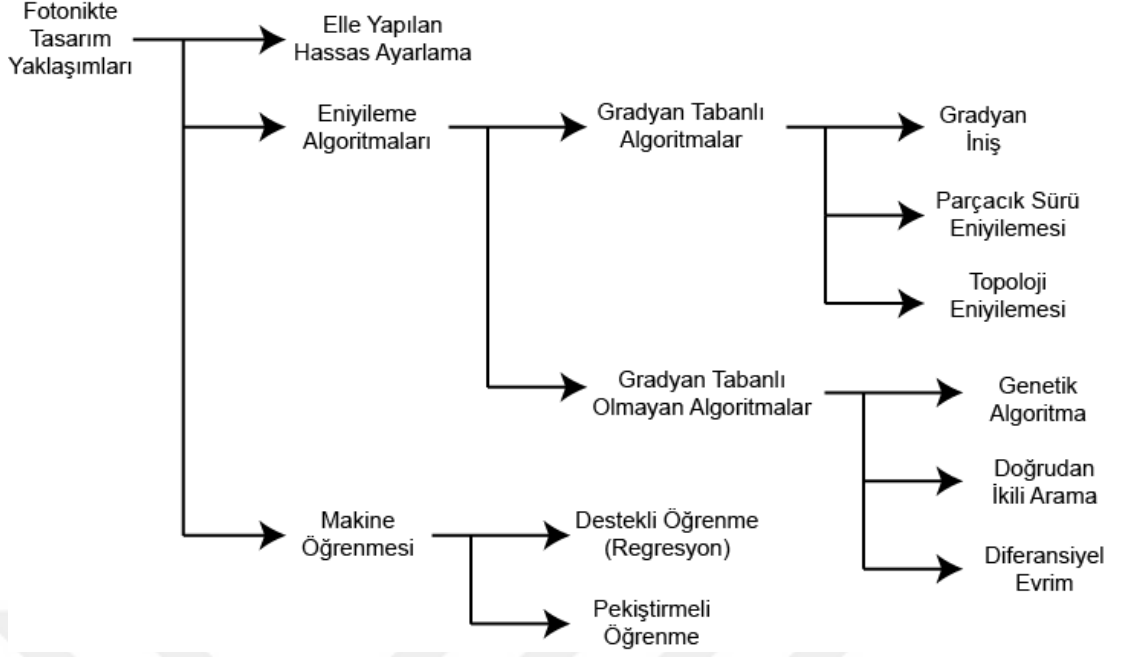 Fotonikte
Tasarım
Yaklaşımları
Elle Yapılan
Hassas Ayarlama
Eniyileme
Algoritmaları
Gradyan Tabanlı
Algoritmalar
Gradyan
İniş
Parçacık Sürü
Eniyilemesi
Topoloji
Eniyilemesi
Gradyan Tabanlı
Olmayan Algoritmalar
Genetik
Algoritma
Doğrudan
İkili Arama
Diferansiyel
Evrim
Makine
Öğrenmesi
Destekli Öğrenme
(Regresyon)
Pekiştirmeli
Öğrenme